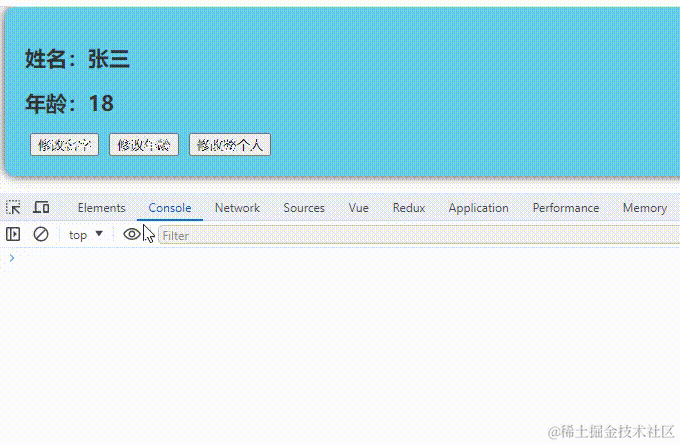 姓名：张三
年龄：18
修改名字 修改年龄 修改整个人
Elements Console Network Sources Vue Redux Application Performance Memory
top Filter
@稀土掘金技术社区